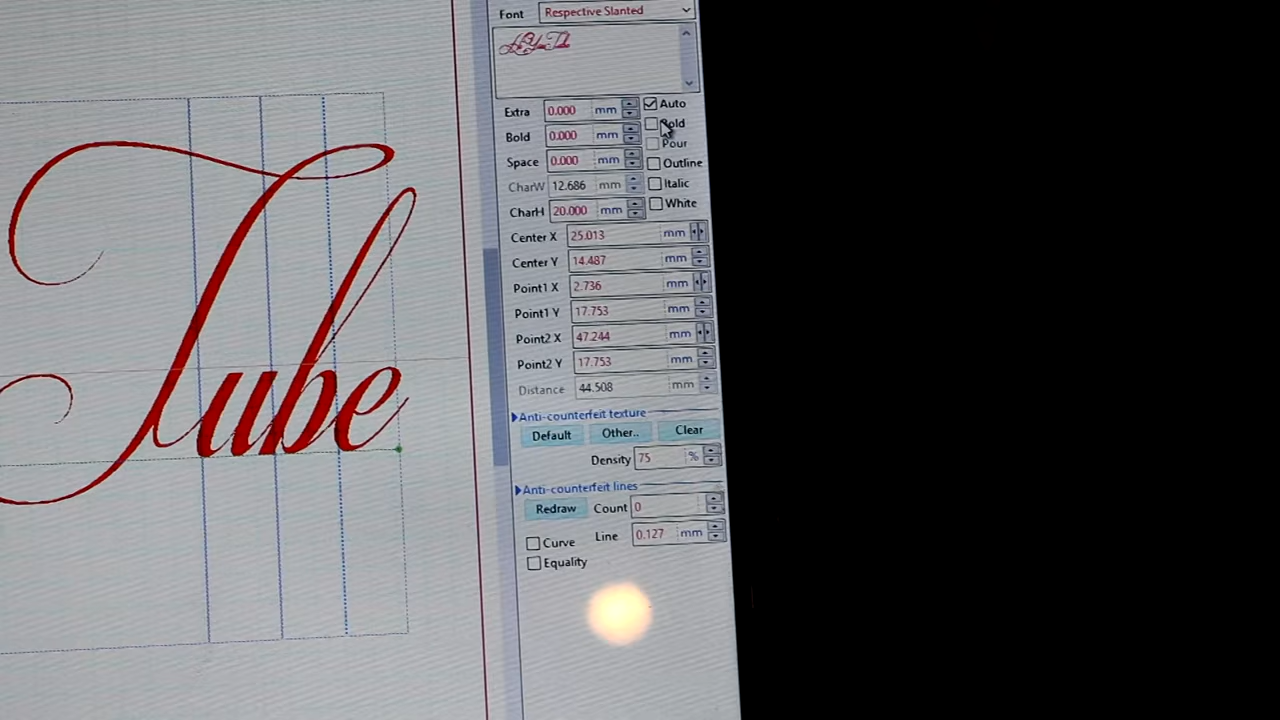 Font Respective Slanted
Extra 0.000 mm Auto
Bold 0.000 mm Bold
Pour
Space 0.000 mm Outline
CharW 12.686 mm Italic
CharH 20.000 mm White
Center X 25.013 mm
Center Y 14.487 mm
Point1 X 2.736 mm
Point1 Y 17.753 mm
Point2 X 47.244 mm
Point2 Y 17.753 mm
Distance 44.508 mm
Anti-counterfeit texture
Default Other.. Clear
Density 75 %
Anti-counterfeit lines
Redraw Count 0
Curve Line 0.127 mm
Equality
Tube